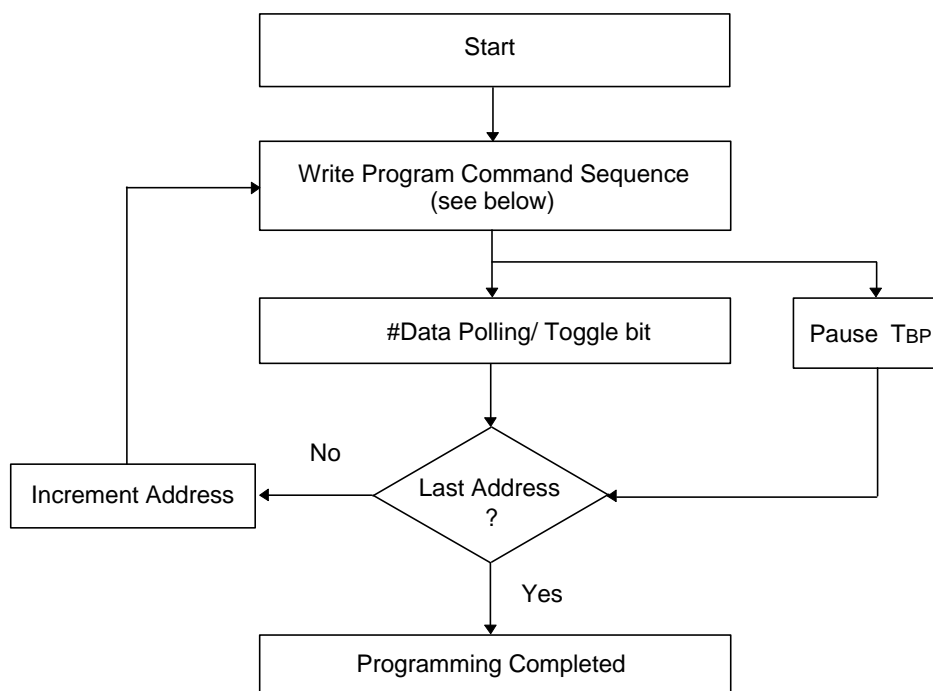 Start
Write Program Command Sequence
(see below)
#Data Polling/ Toggle bit
Pause TBP
No
Increment Address
Last Address
?
Yes
Programming Completed